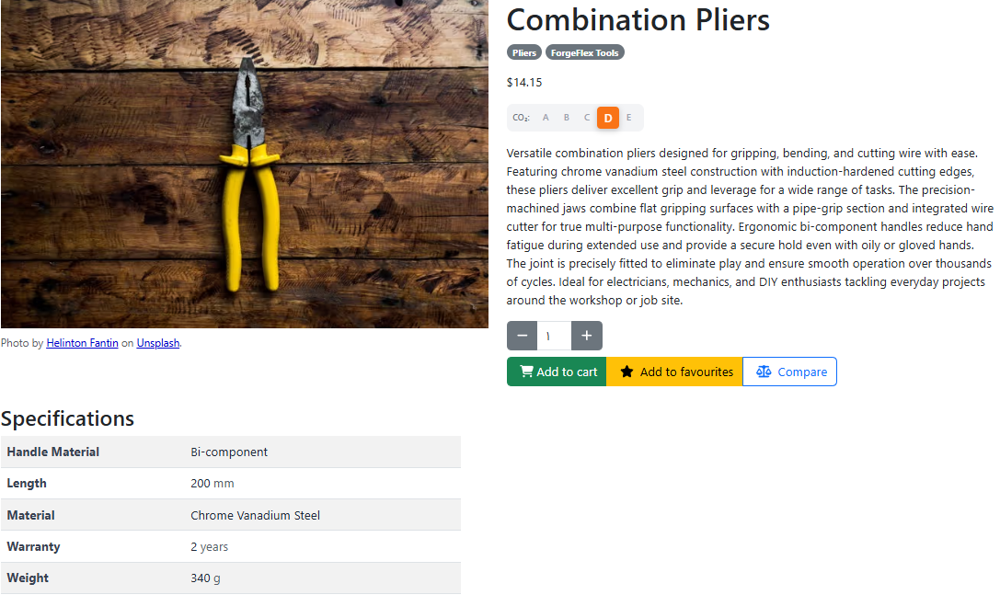 Combination Pliers
Pliers ForgeFlex Tools
$14.15
CO₂: A B C D E
Versatile combination pliers designed for gripping, bending, and cutting wire with ease.
Featuring chrome vanadium steel construction with induction-hardened cutting edges,
these pliers deliver excellent grip and leverage for a wide range of tasks. The precision-
machined jaws combine flat gripping surfaces with a pipe-grip section and integrated wire
cutter for true multi-purpose functionality. Ergonomic bi-component handles reduce hand
fatigue during extended use and provide a secure hold even with oily or gloved hands.
The joint is precisely fitted to eliminate play and ensure smooth operation over thousands
of cycles. Ideal for electricians, mechanics, and DIY enthusiasts tackling everyday projects
around the workshop or job site.
− 1 +
Add to cart Add to favourites Compare
Photo by Helinton Fantin on Unsplash.
Specifications
Handle Material Bi-component
Length 200 mm
Material Chrome Vanadium Steel
Warranty 2 years
Weight 340 g